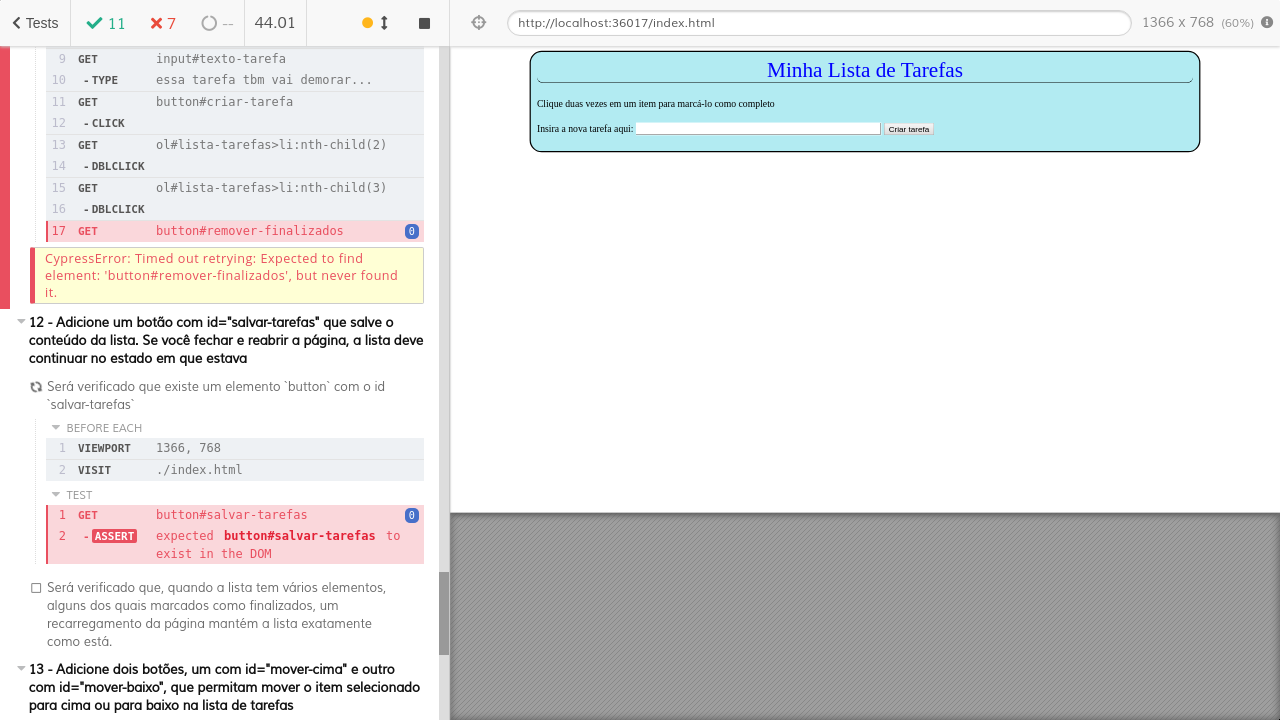 Tests 11 7 -- 44.01
http://localhost:36017/index.html 1366 x 768 (60%)
9 GET input#texto-tarefa
10 -TYPE essa tarefa tbm vai demorar...
11 GET button#criar-tarefa
12 -CLICK
13 GET ol#lista-tarefas>li:nth-child(2)
14 -DBLCLICK
15 GET ol#lista-tarefas>li:nth-child(3)
16 -DBLCLICK
17 GET button#remover-finalizados 0
CypressError: Timed out retrying: Expected to find
element: 'button#remover-finalizados', but never found
it.
12 - Adicione um botão com id="salvar-tarefas" que salve o
conteúdo da lista. Se você fechar e reabrir a página, a lista deve
continuar no estado em que estava
Será verificado que existe um elemento `button` com o id
`salvar-tarefas`
BEFORE EACH
1 VIEWPORT 1366, 768
2 VISIT ./index.html
TEST
1 GET button#salvar-tarefas 0
2 -ASSERT expected button#salvar-tarefas to
exist in the DOM
Será verificado que, quando a lista tem vários elementos,
alguns dos quais marcados como finalizados, um
recarregamento da página mantém a lista exatamente
como está.
13 - Adicione dois botões, um com id="mover-cima" e outro
com id="mover-baixo", que permitam mover o item selecionado
para cima ou para baixo na lista de tarefas
Minha Lista de Tarefas
Clique duas vezes em um item para marcá-lo como completo
Insira a nova tarefa aqui: Criar tarefa